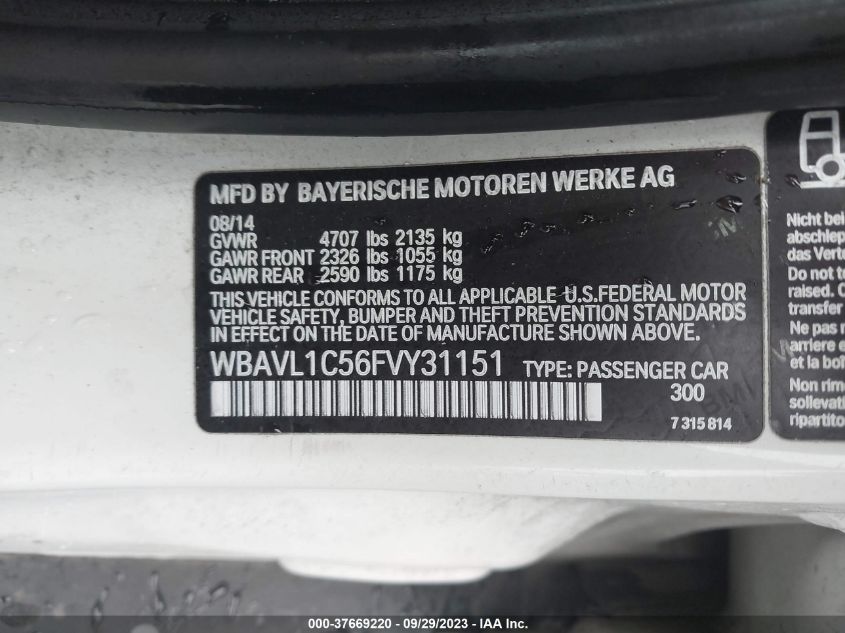 MFD BY BAYERISCHE MOTOREN WERKE AG
08/14
GVWR 4707 lbs 2135 kg
GAWR FRONT 2326 lbs 1055 kg
GAWR REAR 2590 lbs 1175 kg
THIS VEHICLE CONFORMS TO ALL APPLICABLE U.S.FEDERAL MOTOR
VEHICLE SAFETY, BUMPER AND THEFT PREVENTION STANDARDS
IN EFFECT ON THE DATE OF MANUFACTURE SHOWN ABOVE.
WBAVL1C56FVY31151 TYPE: PASSENGER CAR
300
7 315 814
Nicht bei
abschlep
das Verte
Do not t
raised. C
transfer
Ne pas r
arriere e
et la boî
Non rim
sollevati
ripartito
000-37669220 - 09/29/2023 - IAA Inc.